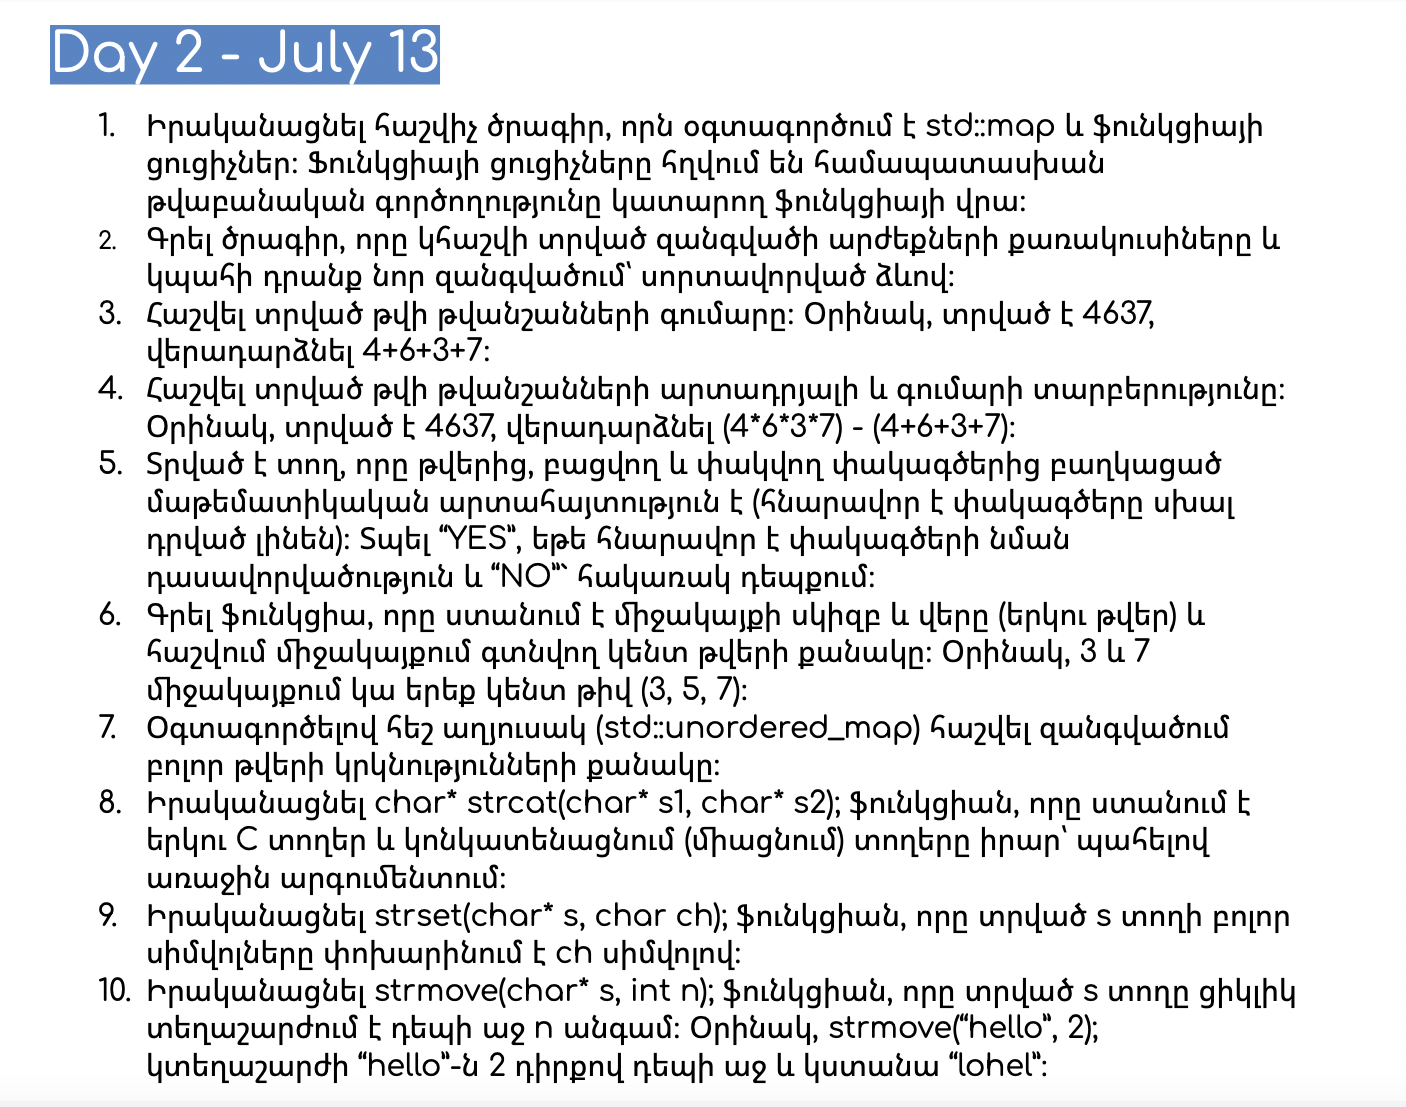 Day 2 - July 13
1. Իրականացնել հաշվիչ ծրագիր, որն օգտագործում է std::map և ֆունկցիայի
ցուցիչներ: Ֆունկցիայի ցուցիչները հղվում են համապատասխան
թվաբանական գործողությունը կատարող ֆունկցիայի վրա:
2. Գրել ծրագիր, որը կհաշվի տրված զանգվածի արժեքների քառակուսիները և
կպահի դրանք նոր զանգվածում՝ սորտավորված ձևով:
3. Հաշվել տրված թվի թվանշանների գումարը: Օրինակ, տրված է 4637,
վերադարձնել 4+6+3+7:
4. Հաշվել տրված թվի թվանշանների արտադրյալի և գումարի տարբերությունը:
Օրինակ, տրված է 4637, վերադարձնել (4*6*3*7) - (4+6+3+7):
5. Տրված է տող, որը թվերից, բացվող և փակվող փակագծերից բաղկացած
մաթեմատիկական արտահայտություն է (հնարավոր է փակագծերը սխալ
դրված լինեն): Տպել “YES”, եթե հնարավոր է փակագծերի նման
դասավորվածություն և “NO”` հակառակ դեպքում:
6. Գրել ֆունկցիա, որը ստանում է միջակայքի սկիզբ և վերը (երկու թվեր) և
հաշվում միջակայքում գտնվող կենտ թվերի քանակը: Օրինակ, 3 և 7
միջակայքում կա երեք կենտ թիվ (3, 5, 7):
7. Օգտագործելով հեշ աղյուսակ (std::unordered_map) հաշվել զանգվածում
բոլոր թվերի կրկնությունների քանակը:
8. Իրականացնել char* strcat(char* s1, char* s2); ֆունկցիան, որը ստանում է
երկու C տողեր և կոնկատենացնում (միացնում) տողերը իրար՝ պահելով
առաջին արգումենտում:
9. Իրականացնել strset(char* s, char ch); ֆունկցիան, որը տրված s տողի բոլոր
սիմվոլները փոխարինում է ch սիմվոլով:
10. Իրականացնել strmove(char* s, int n); ֆունկցիան, որը տրված s տողը ցիկլիկ
տեղաշարժում է դեպի աջ n անգամ: Օրինակ, strmove(“hello”, 2);
կտեղաշարժի “hello”-ն 2 դիրքով դեպի աջ և կստանա “lohel”: